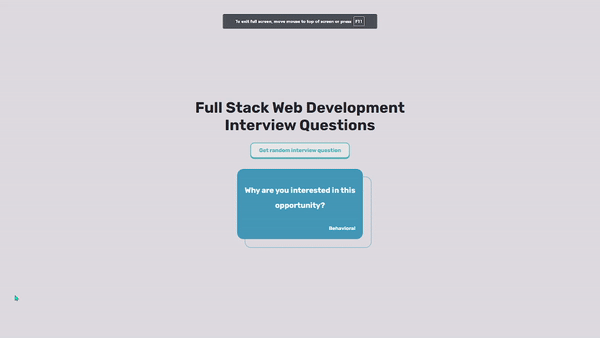 To exit full screen, move mouse to top of screen or press F11
Full Stack Web Development
Interview Questions
Get random interview question
Why are you interested in this
opportunity?
Behavioral